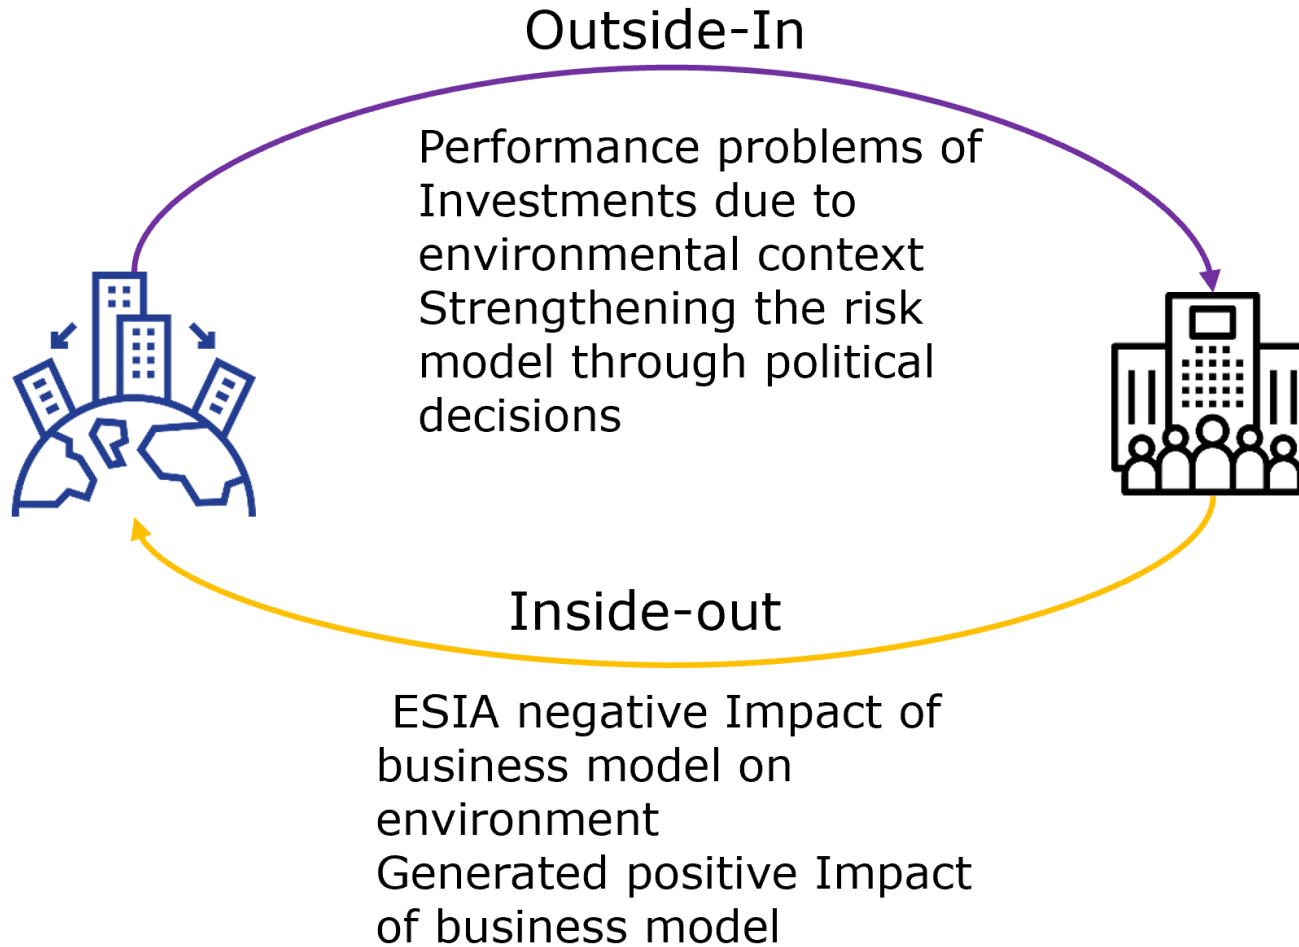 Outside-In
Performance problems of
Investments due to
environmental context
Strengthening the risk
model through political
decisions
Inside-out
ESIA negative Impact of
business model on
environment
Generated positive Impact
of business model